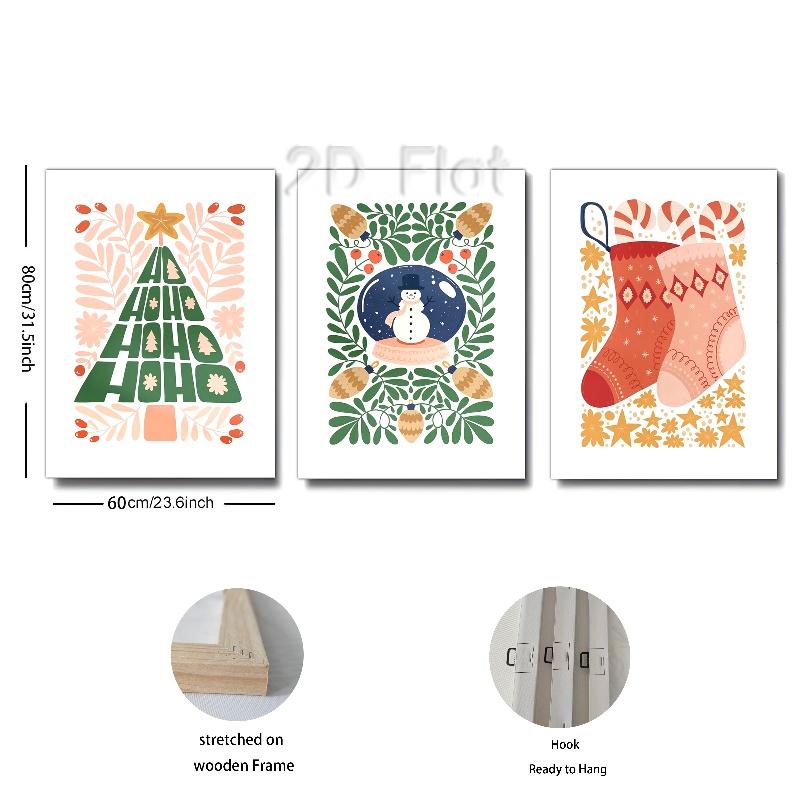 2D Flat
80cm/31.5inch
HO
HOHO
HOHO
HOHO
60cm/23.6inch
stretched on
wooden Frame
Hook
Ready to Hang